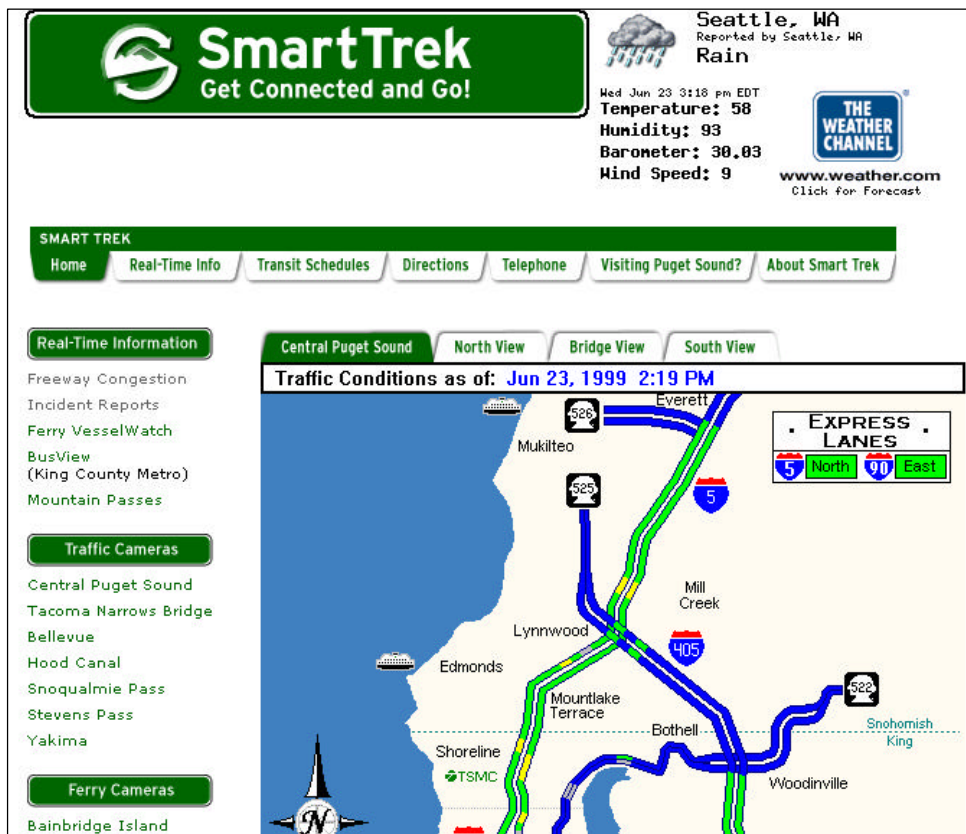 SmartTrek
Get Connected and Go!
Seattle, WA
Reported by Seattle, WA
Rain
Wed Jun 23 3:18 pm EDT
Temperature: 58
Humidity: 93
Barometer: 30.03
Wind Speed: 9
THE
WEATHER
CHANNEL
®
www.weather.com
Click for Forecast
SMART TREK
Home
Real-Time Info
Transit Schedules
Directions
Telephone
Visiting Puget Sound?
About Smart Trek
Real-Time Information
Freeway Congestion
Incident Reports
Ferry VesselWatch
BusView
(King County Metro)
Mountain Passes
Traffic Cameras
Central Puget Sound
Tacoma Narrows Bridge
Bellevue
Hood Canal
Snoqualmie Pass
Stevens Pass
Yakima
Ferry Cameras
Bainbridge Island
Central Puget Sound
North View
Bridge View
South View
Traffic Conditions as of: Jun 23, 1999 2:19 PM
Everett
526
Mukilteo
. EXPRESS .
LANES
5 North 90 East
525
5
Mill
Creek
Lynnwood
405
Edmonds
522
Mountlake
Terrace
Bothell
Snohomish
King
Shoreline
TSMC
Woodinville
N